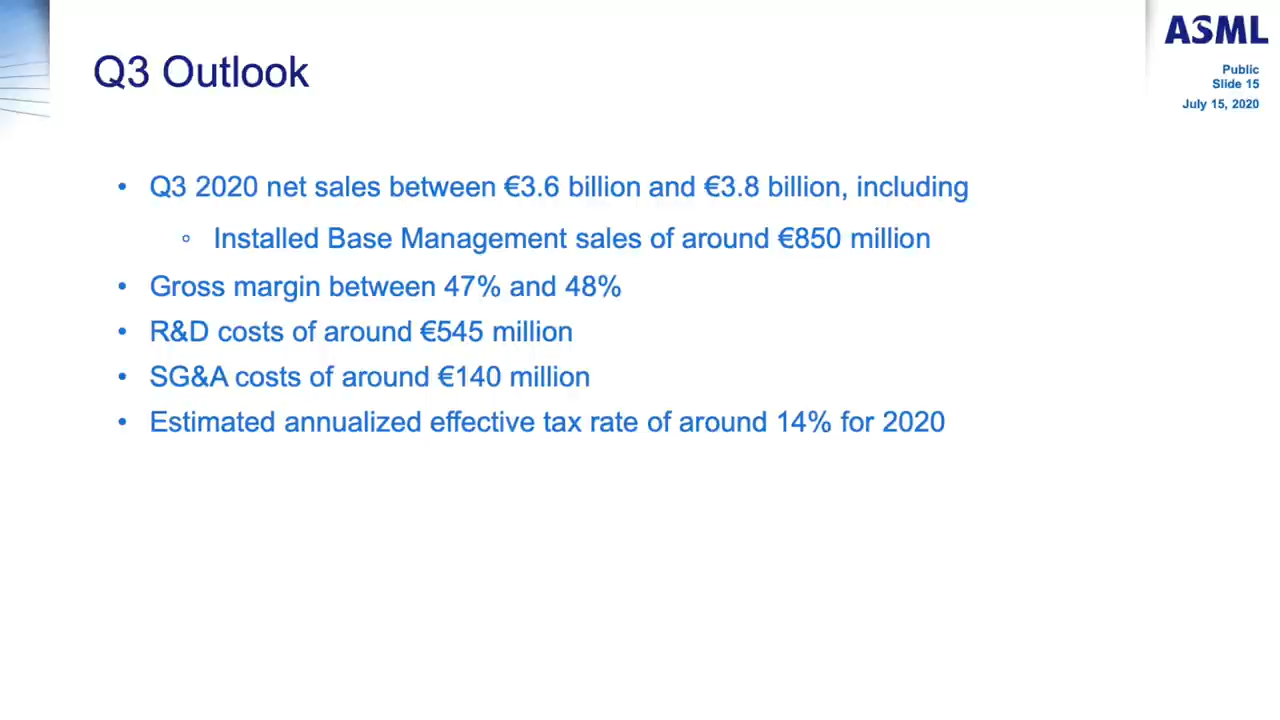 ASML
Public
Slide 15
July 15, 2020
Q3 Outlook
• Q3 2020 net sales between €3.6 billion and €3.8 billion, including
◦ Installed Base Management sales of around €850 million
• Gross margin between 47% and 48%
• R&D costs of around €545 million
• SG&A costs of around €140 million
• Estimated annualized effective tax rate of around 14% for 2020